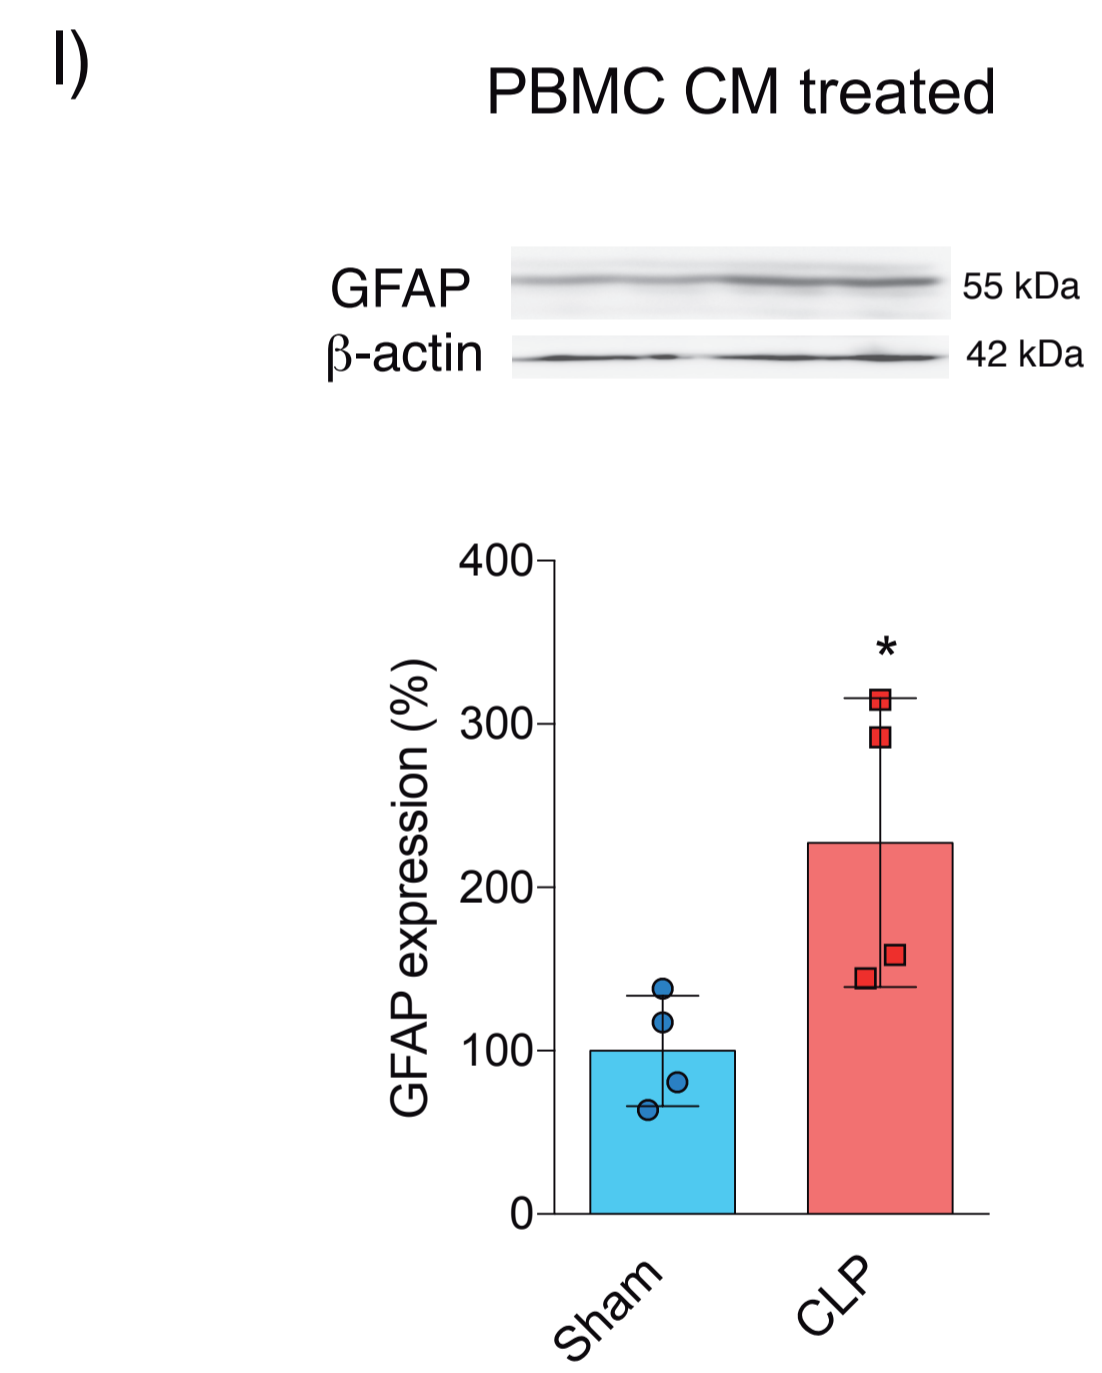 I)
PBMC CM treated
GFAP
55 kDa
β-actin
42 kDa
400
*
300
200
100
0
GFAP expression (%)
Sham
CLP